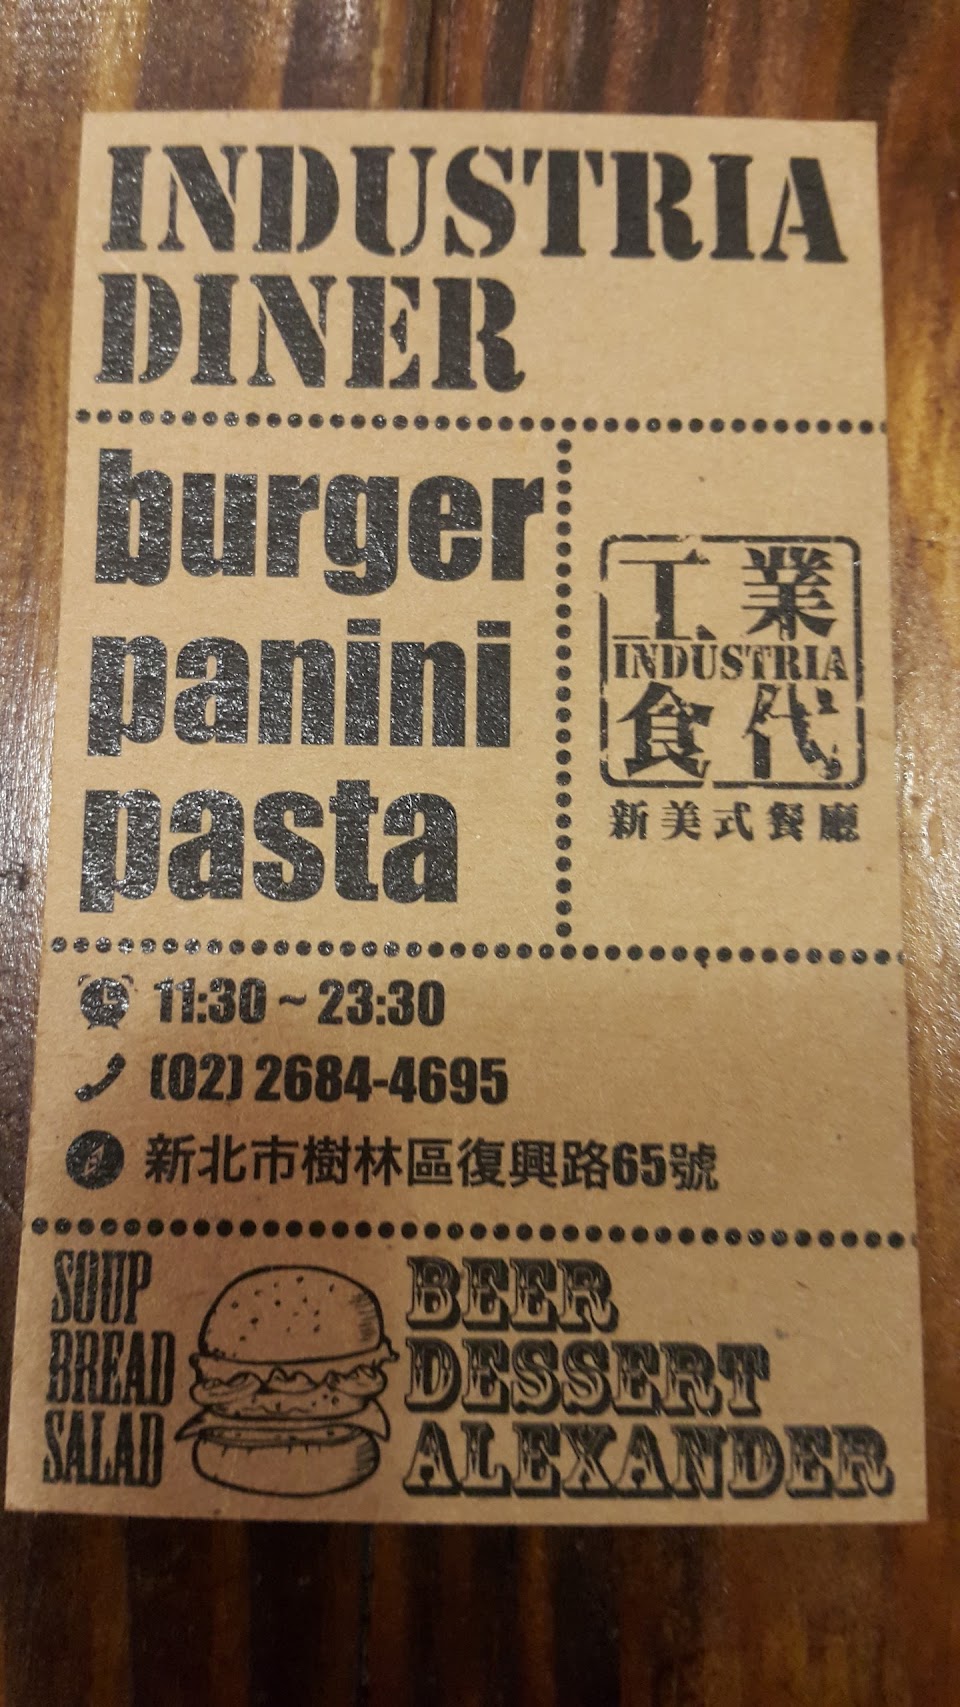 INDUSTRIA
DINER
burger
panini
pasta
工業
INDUSTRIA
食代
新美式餐廳
11:30 ~ 23:30
(02) 2684-4695
新北市樹林區復興路65號
SOUP
BREAD
SALAD
BEER
DESSERT
ALEXANDER